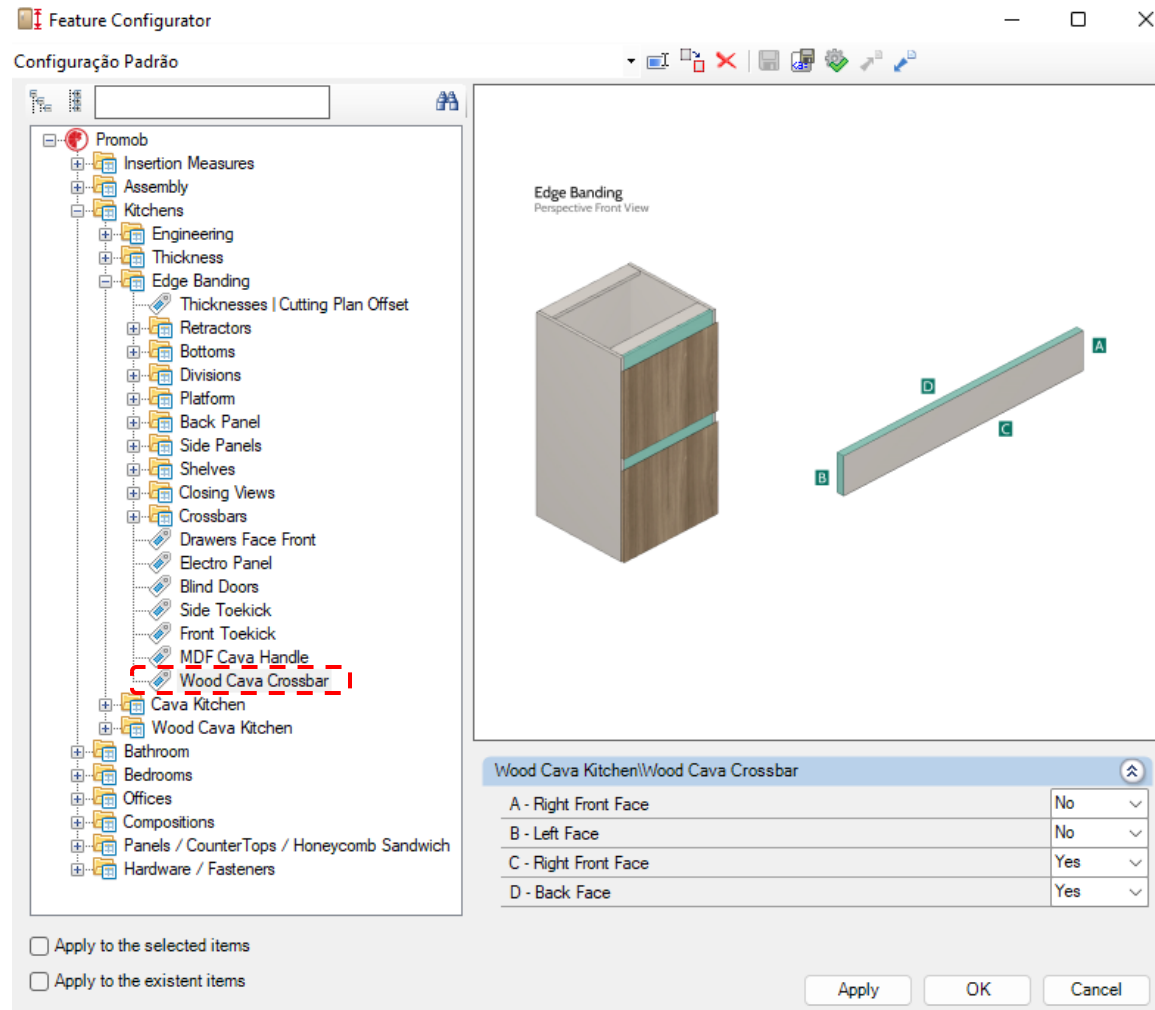 Feature Configurator
Configuração Padrão
Promob
Insertion Measures
Assembly
Kitchens
Engineering
Thickness
Edge Banding
Thicknesses | Cutting Plan Offset
Retractors
Bottoms
Divisions
Platform
Back Panel
Side Panels
Shelves
Closing Views
Crossbars
Drawers Face Front
Electro Panel
Blind Doors
Side Toekick
Front Toekick
MDF Cava Handle
Wood Cava Crossbar
Cava Kitchen
Wood Cava Kitchen
Bathroom
Bedrooms
Offices
Compositions
Panels / CounterTops / Honeycomb Sandwich
Hardware / Fasteners
Edge Banding
Perspective Front View
A
D
C
B
Wood Cava Kitchen\Wood Cava Crossbar
A - Right Front Face No
B - Left Face No
C - Right Front Face Yes
D - Back Face Yes
Apply to the selected items
Apply to the existent items
Apply OK Cancel